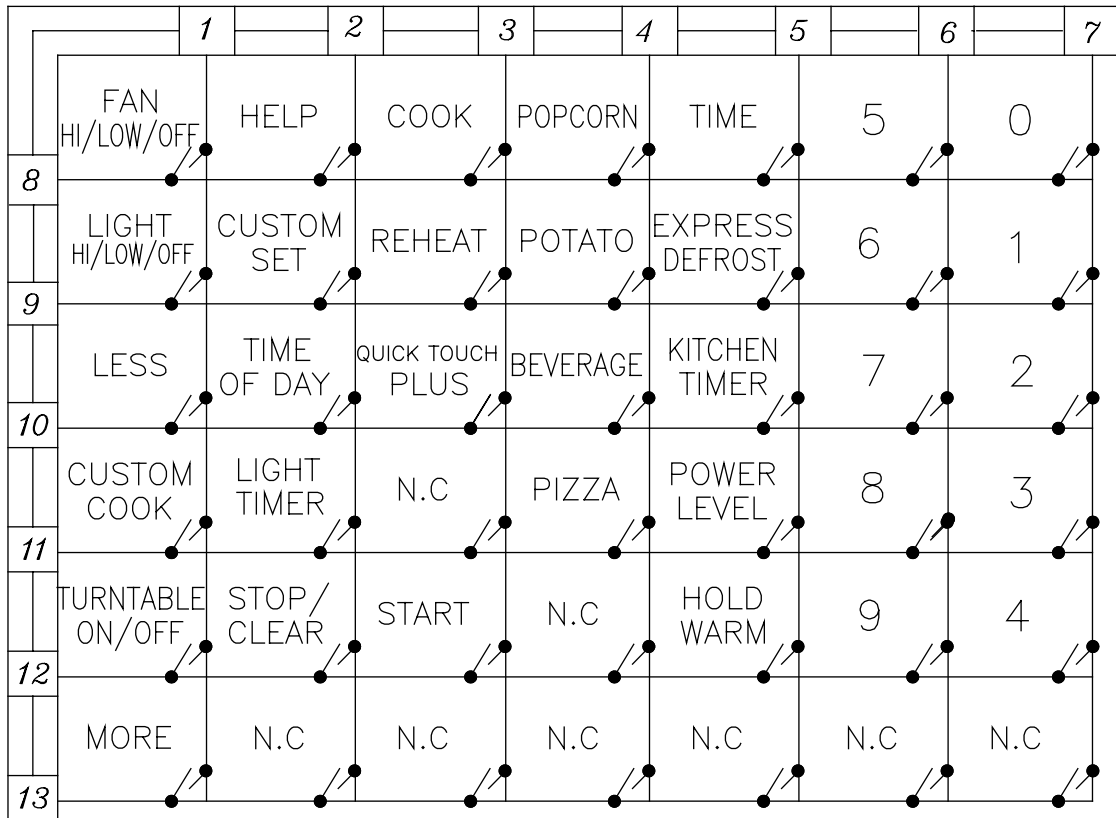 1 2 3 4 5 6 7
FAN HELP COOK POPCORN TIME 5 0
HI/LOW/OFF
8
LIGHT CUSTOM REHEAT POTATO EXPRESS 6 1
HI/LOW/OFF SET DEFROST
9
LESS TIME QUICK TOUCH BEVERAGE KITCHEN 7 2
OF DAY PLUS TIMER
10
CUSTOM LIGHT N.C PIZZA POWER 8 3
COOK TIMER LEVEL
11
TURNTABLE STOP/ START N.C HOLD 9 4
ON/OFF CLEAR WARM
12
MORE N.C N.C N.C N.C N.C N.C
13